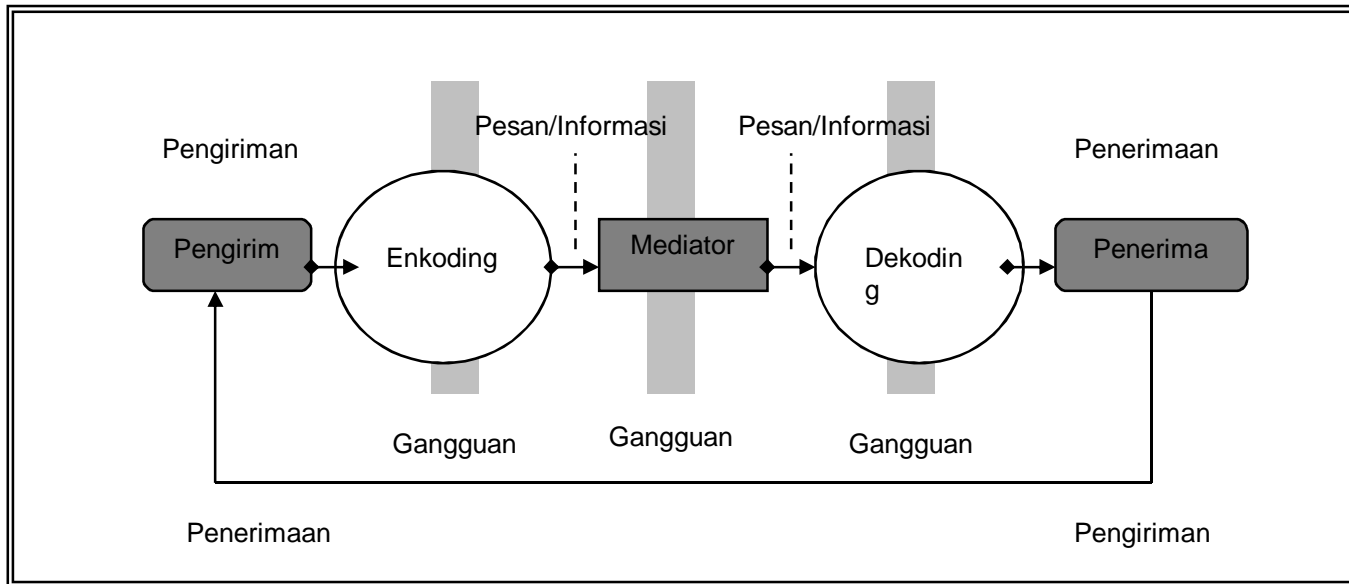 Pesan/Informasi
Pesan/Informasi
Pengiriman
Penerimaan
Pengirim
Enkoding
Mediator
Dekodin
g
Penerima
Gangguan
Gangguan
Gangguan
Penerimaan
Pengiriman